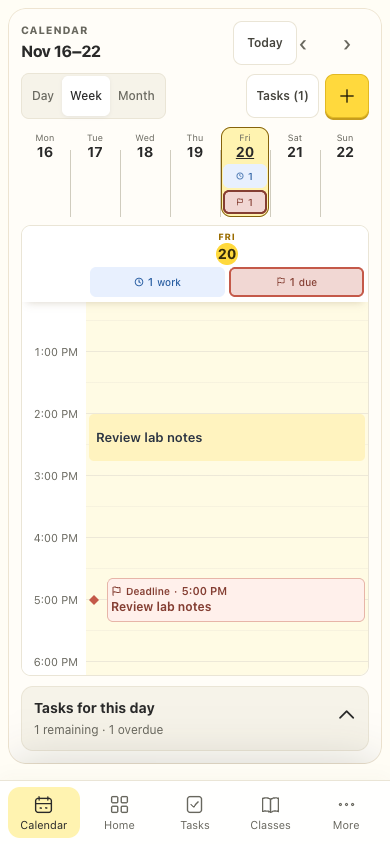 CALENDAR
Nov 16–22
Today
Day Week Month
Tasks (1)
Mon Tue Wed Thu Fri Sat Sun
16 17 18 19 20 21 22
1
1
FRI
20
1 work
1 due
1:00 PM
2:00 PM
Review lab notes
3:00 PM
4:00 PM
Deadline · 5:00 PM
5:00 PM
Review lab notes
6:00 PM
Tasks for this day
1 remaining · 1 overdue
Calendar Home Tasks Classes More